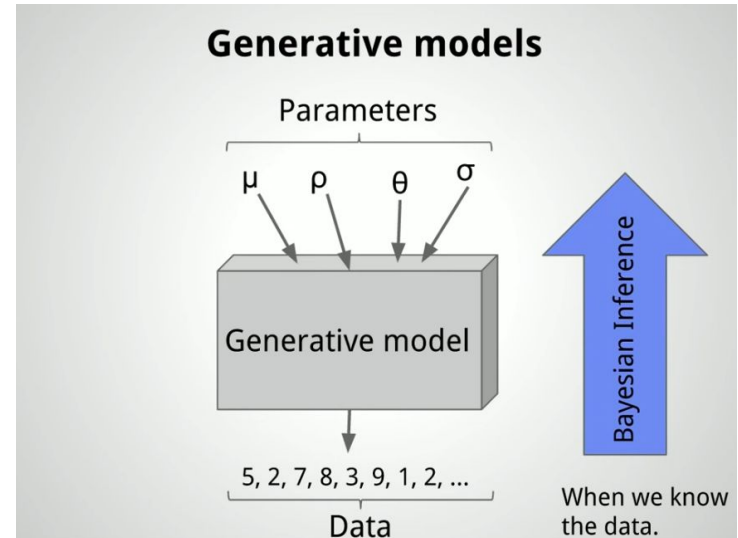 Generative models
Parameters
μ ρ θ σ
Generative model
5, 2, 7, 8, 3, 9, 1, 2, ...
Data
Bayesian Inference
When we know
the data.